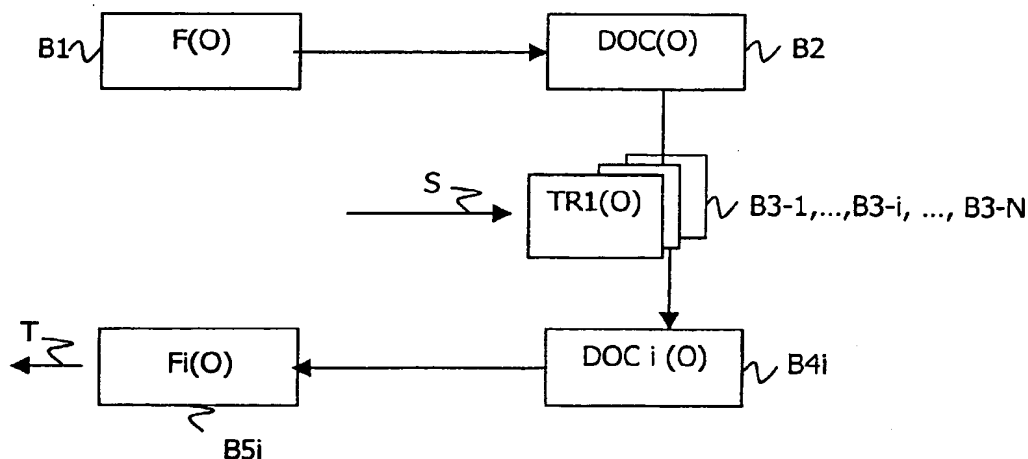 B1
F(O)
DOC(O)
B2
S
TR1(O)
B3-1,...,B3-i, ..., B3-N
T
Fi(O)
DOC i (O)
B4i
B5i